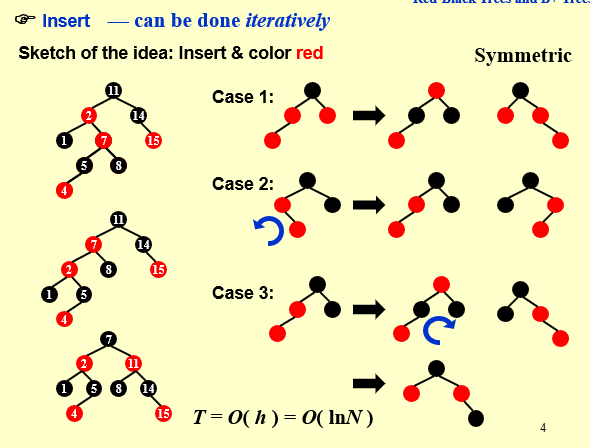 Red-Black Trees and B+ Trees
☞ Insert — can be done iteratively
Sketch of the idea: Insert & color red
Symmetric
Case 1:
11
2 14
1 7 15
5 8
4
Case 2:
11
7 14
2 8 15
1 5
4
Case 3:
7
2 11
1 5 8 14
4 15
T = O( h ) = O( lnN )
4